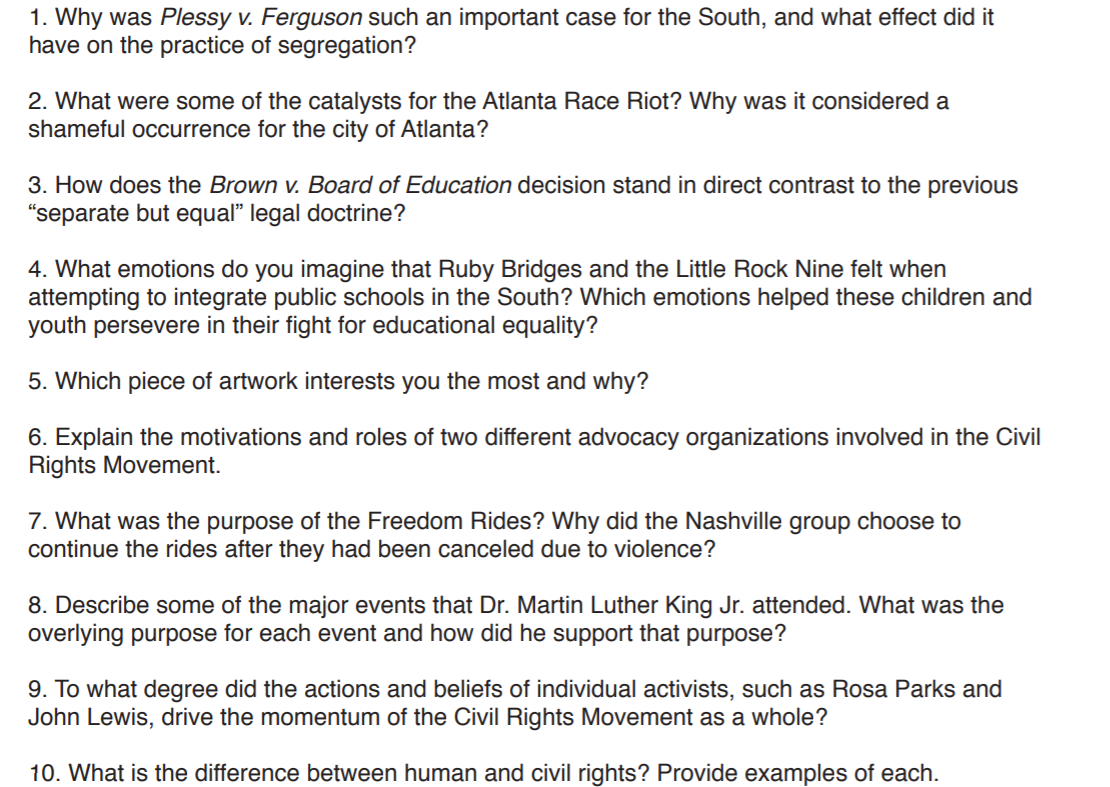 1. Why was Plessy v. Ferguson such an important case for the South, and what effect did it
have on the practice of segregation?
2. What were some of the catalysts for the Atlanta Race Riot? Why was it considered a
shameful occurrence for the city of Atlanta?
3. How does the Brown v. Board of Education decision stand in direct contrast to the previous
“separate but equal” legal doctrine?
4. What emotions do you imagine that Ruby Bridges and the Little Rock Nine felt when
attempting to integrate public schools in the South? Which emotions helped these children and
youth persevere in their fight for educational equality?
5. Which piece of artwork interests you the most and why?
6. Explain the motivations and roles of two different advocacy organizations involved in the Civil
Rights Movement.
7. What was the purpose of the Freedom Rides? Why did the Nashville group choose to
continue the rides after they had been canceled due to violence?
8. Describe some of the major events that Dr. Martin Luther King Jr. attended. What was the
overlying purpose for each event and how did he support that purpose?
9. To what degree did the actions and beliefs of individual activists, such as Rosa Parks and
John Lewis, drive the momentum of the Civil Rights Movement as a whole?
10. What is the difference between human and civil rights? Provide examples of each.